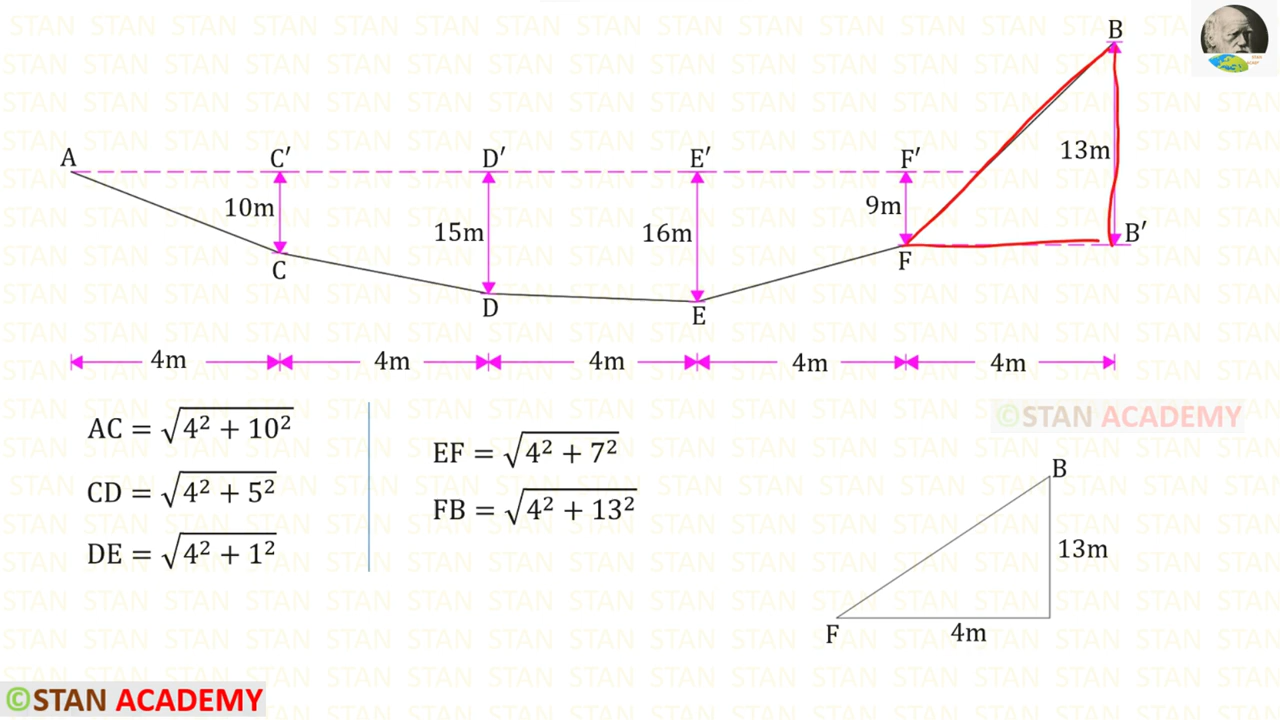 B
A C′ D′ E′ F′
13m
10m 15m 16m 9m
B′
C D E F
4m 4m 4m 4m 4m
©STAN ACADEMY
AC = √(4² + 10²)
CD = √(4² + 5²)
DE = √(4² + 1²)
EF = √(4² + 7²)
FB = √(4² + 13²)
B
13m
F 4m
©STAN ACADEMY